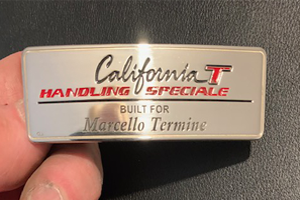 California T
HANDLING SPECIALE
BUILT FOR
Marcello Termine